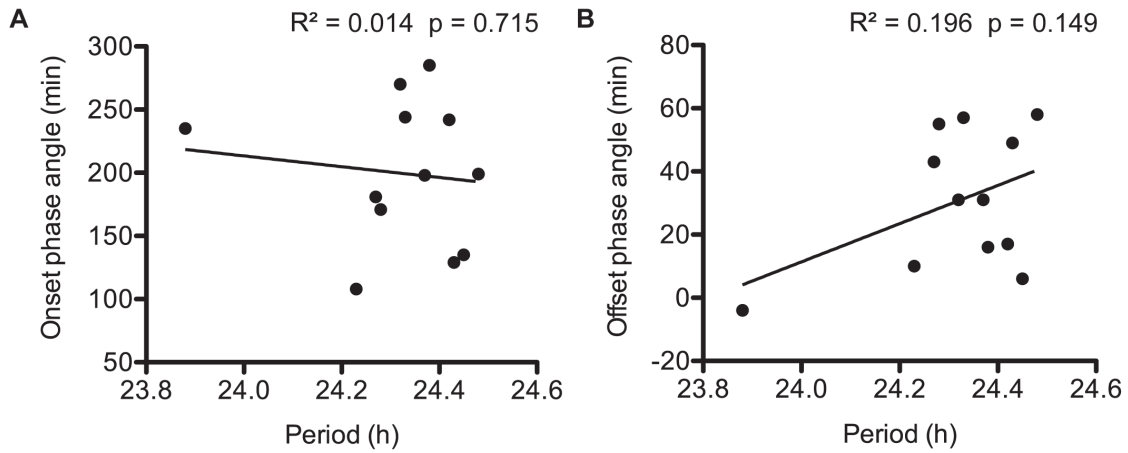 A
R² = 0.014 p = 0.715
Onset phase angle (min)
300
250
200
150
100
50
23.8
24.0
24.2
24.4
24.6
Period (h)
B
R² = 0.196 p = 0.149
Offset phase angle (min)
80
60
40
20
0
-20
23.8
24.0
24.2
24.4
24.6
Period (h)